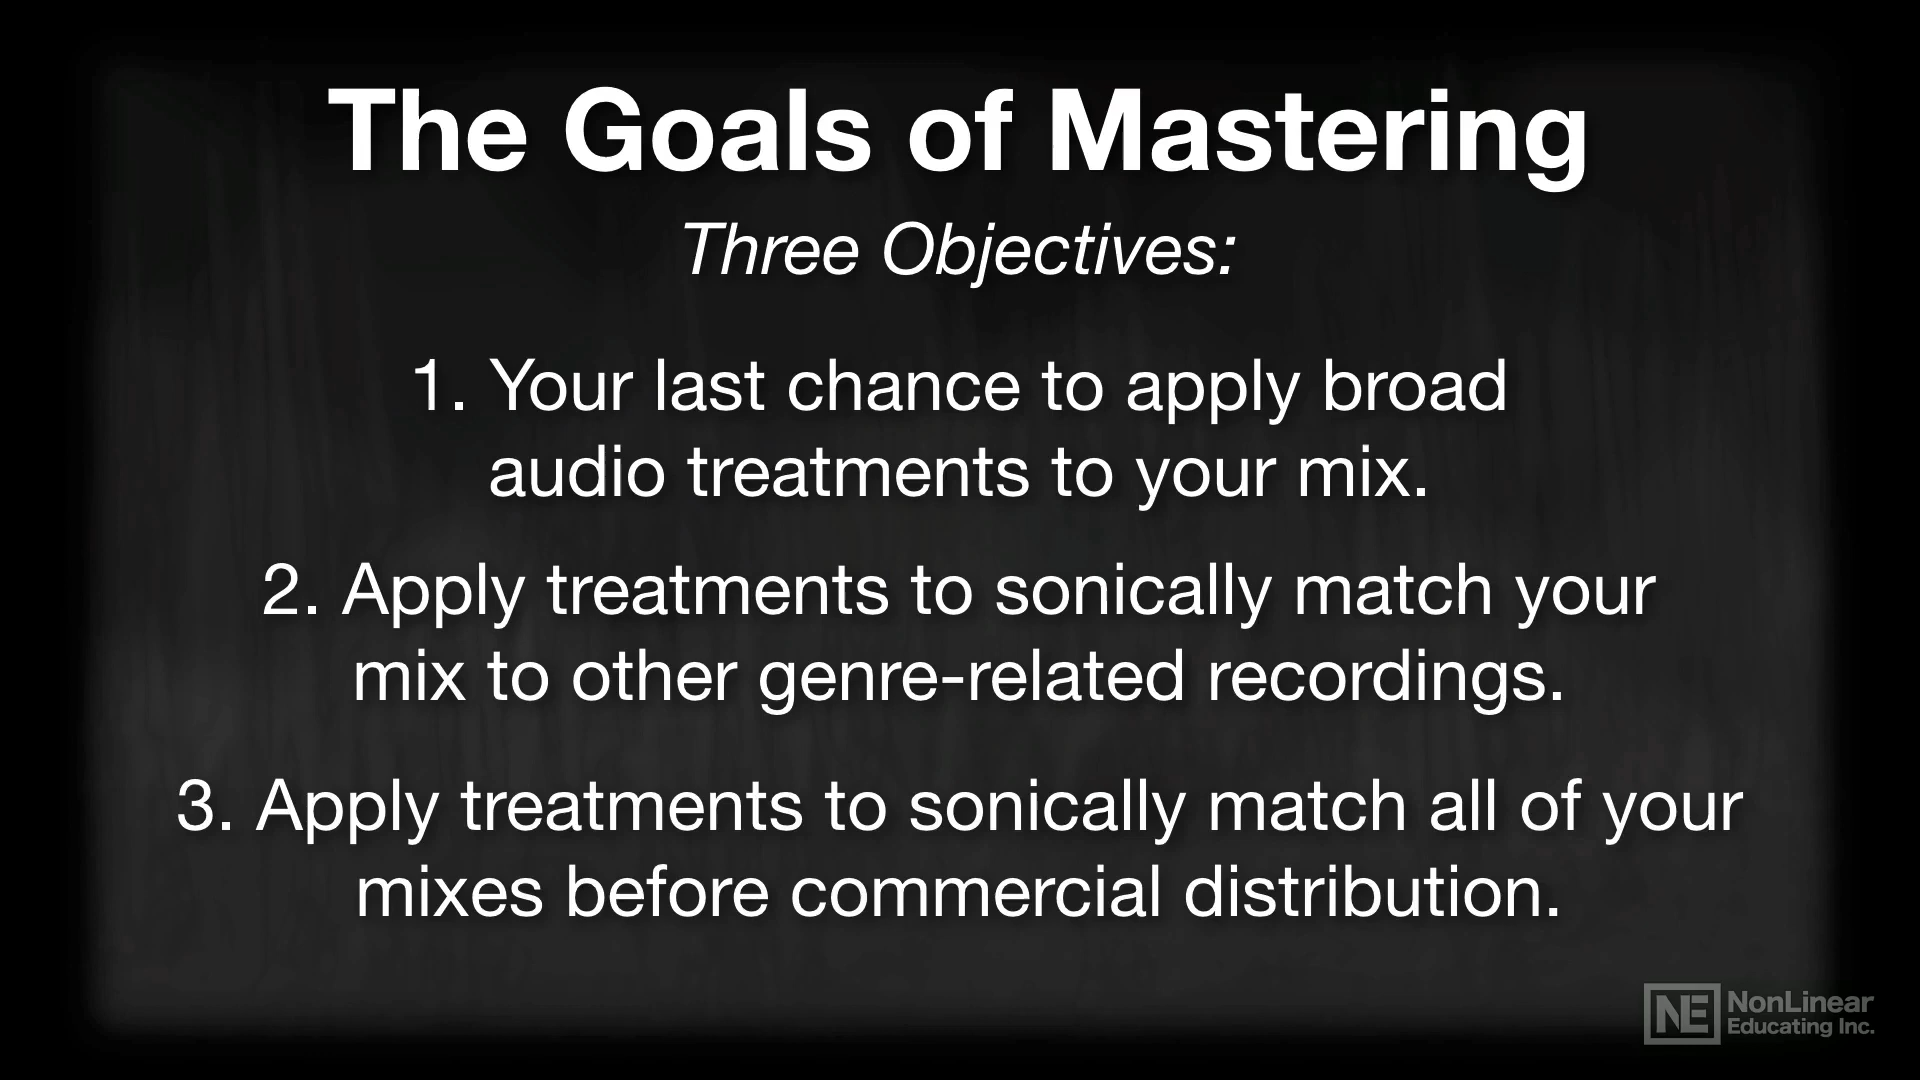 The Goals of Mastering
Three Objectives:
1. Your last chance to apply broad
audio treatments to your mix.
2. Apply treatments to sonically match your
mix to other genre-related recordings.
3. Apply treatments to sonically match all of your
mixes before commercial distribution.
NE NonLinear
Educating Inc.